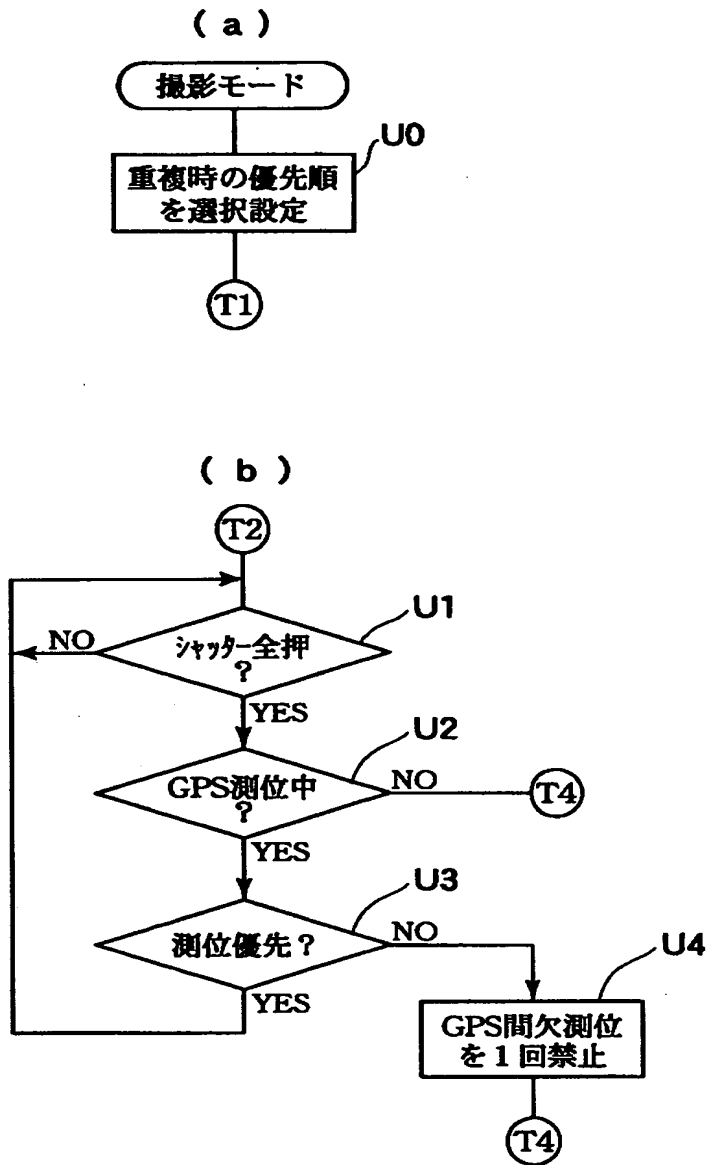 ( a )
撮影モード
U0
重複時の優先順
を選択設定
T1
( b )
T2
U1
NO
シャッター全押
?
YES
U2
GPS測位中
?
NO
T4
YES
U3
測位優先?
NO
U4
YES
GPS間欠測位
を1回禁止
T4